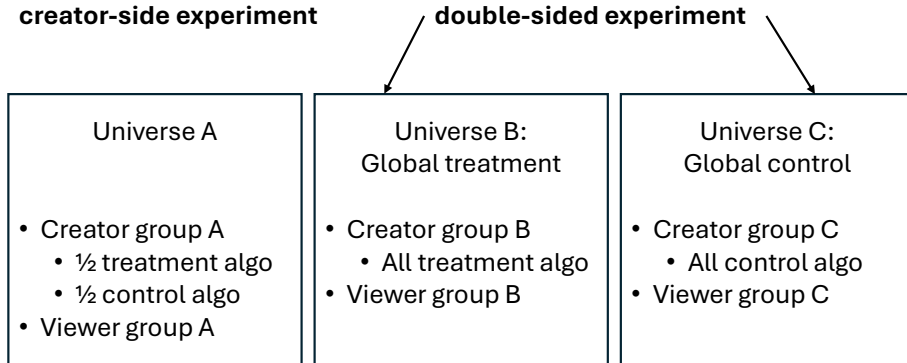 creator-side experiment
double-sided experiment
Universe A
• Creator group A
• ½ treatment algo
• ½ control algo
• Viewer group A
Universe B:
Global treatment
• Creator group B
• All treatment algo
• Viewer group B
Universe C:
Global control
• Creator group C
• All control algo
• Viewer group C